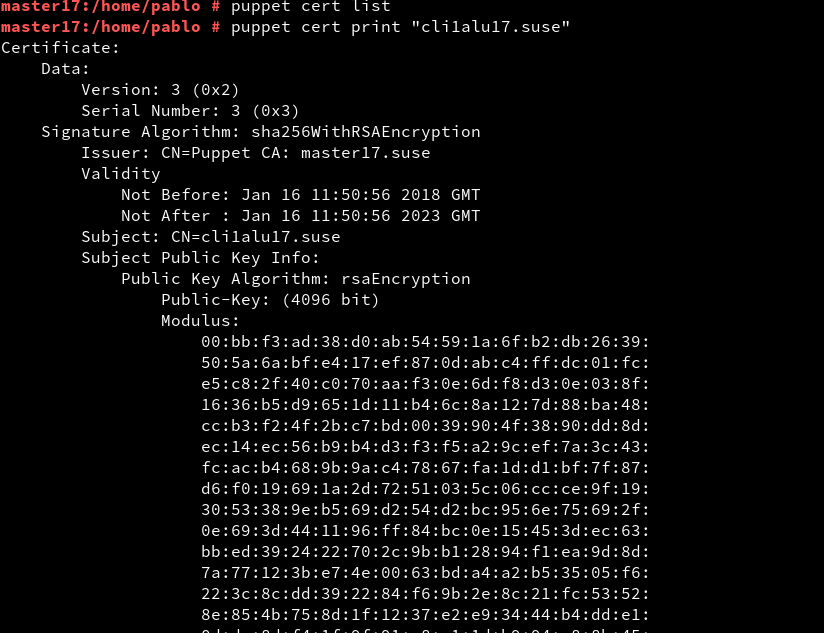 master17:/home/pablo # puppet cert list
master17:/home/pablo # puppet cert print "cli1alu17.suse"
Certificate:
    Data:
        Version: 3 (0x2)
        Serial Number: 3 (0x3)
    Signature Algorithm: sha256WithRSAEncryption
        Issuer: CN=Puppet CA: master17.suse
        Validity
            Not Before: Jan 16 11:50:56 2018 GMT
            Not After : Jan 16 11:50:56 2023 GMT
        Subject: CN=cli1alu17.suse
        Subject Public Key Info:
            Public Key Algorithm: rsaEncryption
                Public-Key: (4096 bit)
                Modulus:
                    00:bb:f3:ad:38:d0:ab:54:59:1a:6f:b2:db:26:39:
                    50:5a:6a:bf:e4:17:ef:87:0d:ab:c4:ff:dc:01:fc:
                    e5:c8:2f:40:c0:70:aa:f3:0e:6d:f8:d3:0e:03:8f:
                    16:36:b5:d9:65:1d:11:b4:6c:8a:12:7d:88:ba:48:
                    cc:b3:f2:4f:2b:c7:bd:00:39:90:4f:38:90:dd:8d:
                    ec:14:ec:56:b9:b4:d3:f3:f5:a2:9c:ef:7a:3c:43:
                    fc:ac:b4:68:9b:9a:c4:78:67:fa:1d:d1:bf:7f:87:
                    d6:f0:19:69:1a:2d:72:51:03:5c:06:cc:ce:9f:19:
                    30:53:38:9e:b5:69:d2:54:d2:bc:95:6e:75:69:2f:
                    0e:69:3d:44:11:96:ff:84:bc:0e:15:45:3d:ec:63:
                    bb:ed:39:24:22:70:2c:9b:b1:28:94:f1:ea:9d:8d:
                    7a:77:12:3b:e7:4e:00:63:bd:a4:a2:b5:35:05:f6:
                    22:3c:8c:dd:39:22:84:f6:9b:2e:8c:21:fc:53:52:
                    8e:85:4b:75:8d:1f:12:37:e2:e9:34:44:b4:dd:e1: